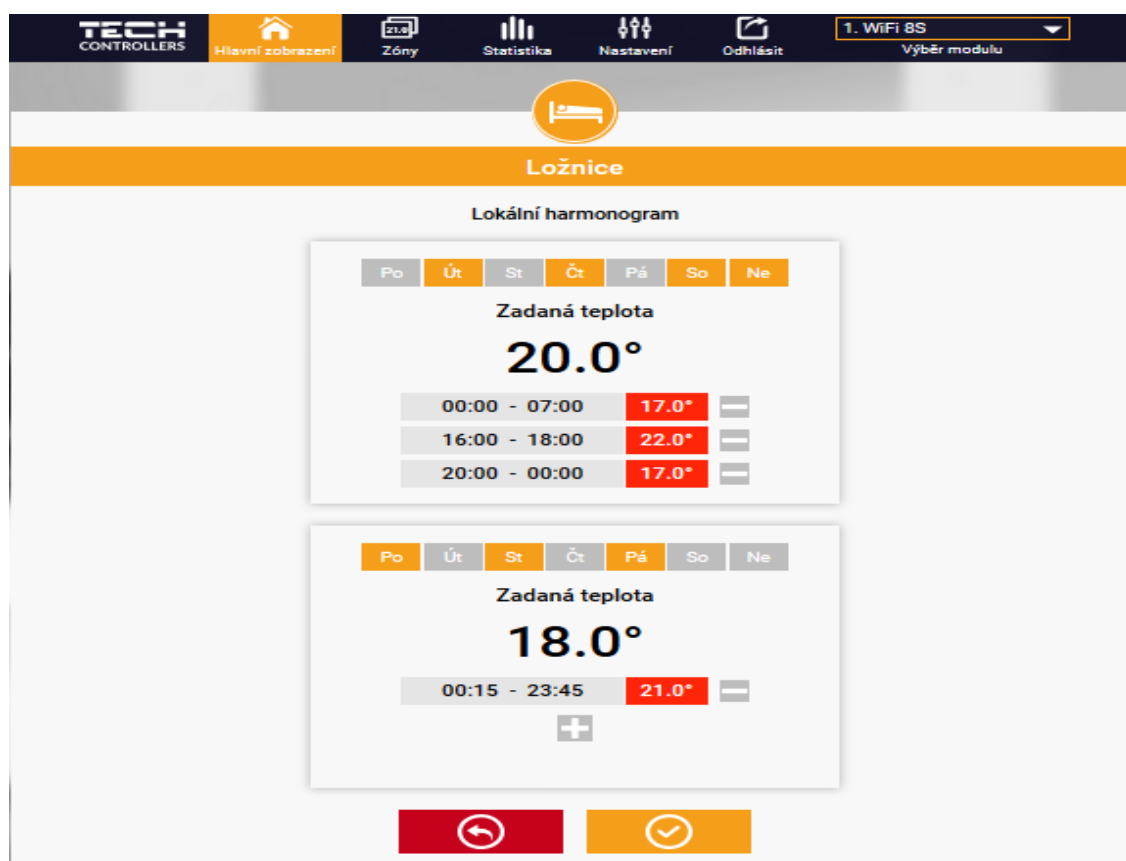 TECH
CONTROLLERS
Hlavní zobrazení
21.0
Zóny
Statistika
Nastavení
Odhlásit
1. WiFi 8S
Výběr modulu
Ložnice
Lokální harmonogram
Po Út St Čt Pá So Ne
Zadaná teplota
20.0°
00:00 - 07:00 17.0°
16:00 - 18:00 22.0°
20:00 - 00:00 17.0°
Po Út St Čt Pá So Ne
Zadaná teplota
18.0°
00:15 - 23:45 21.0°